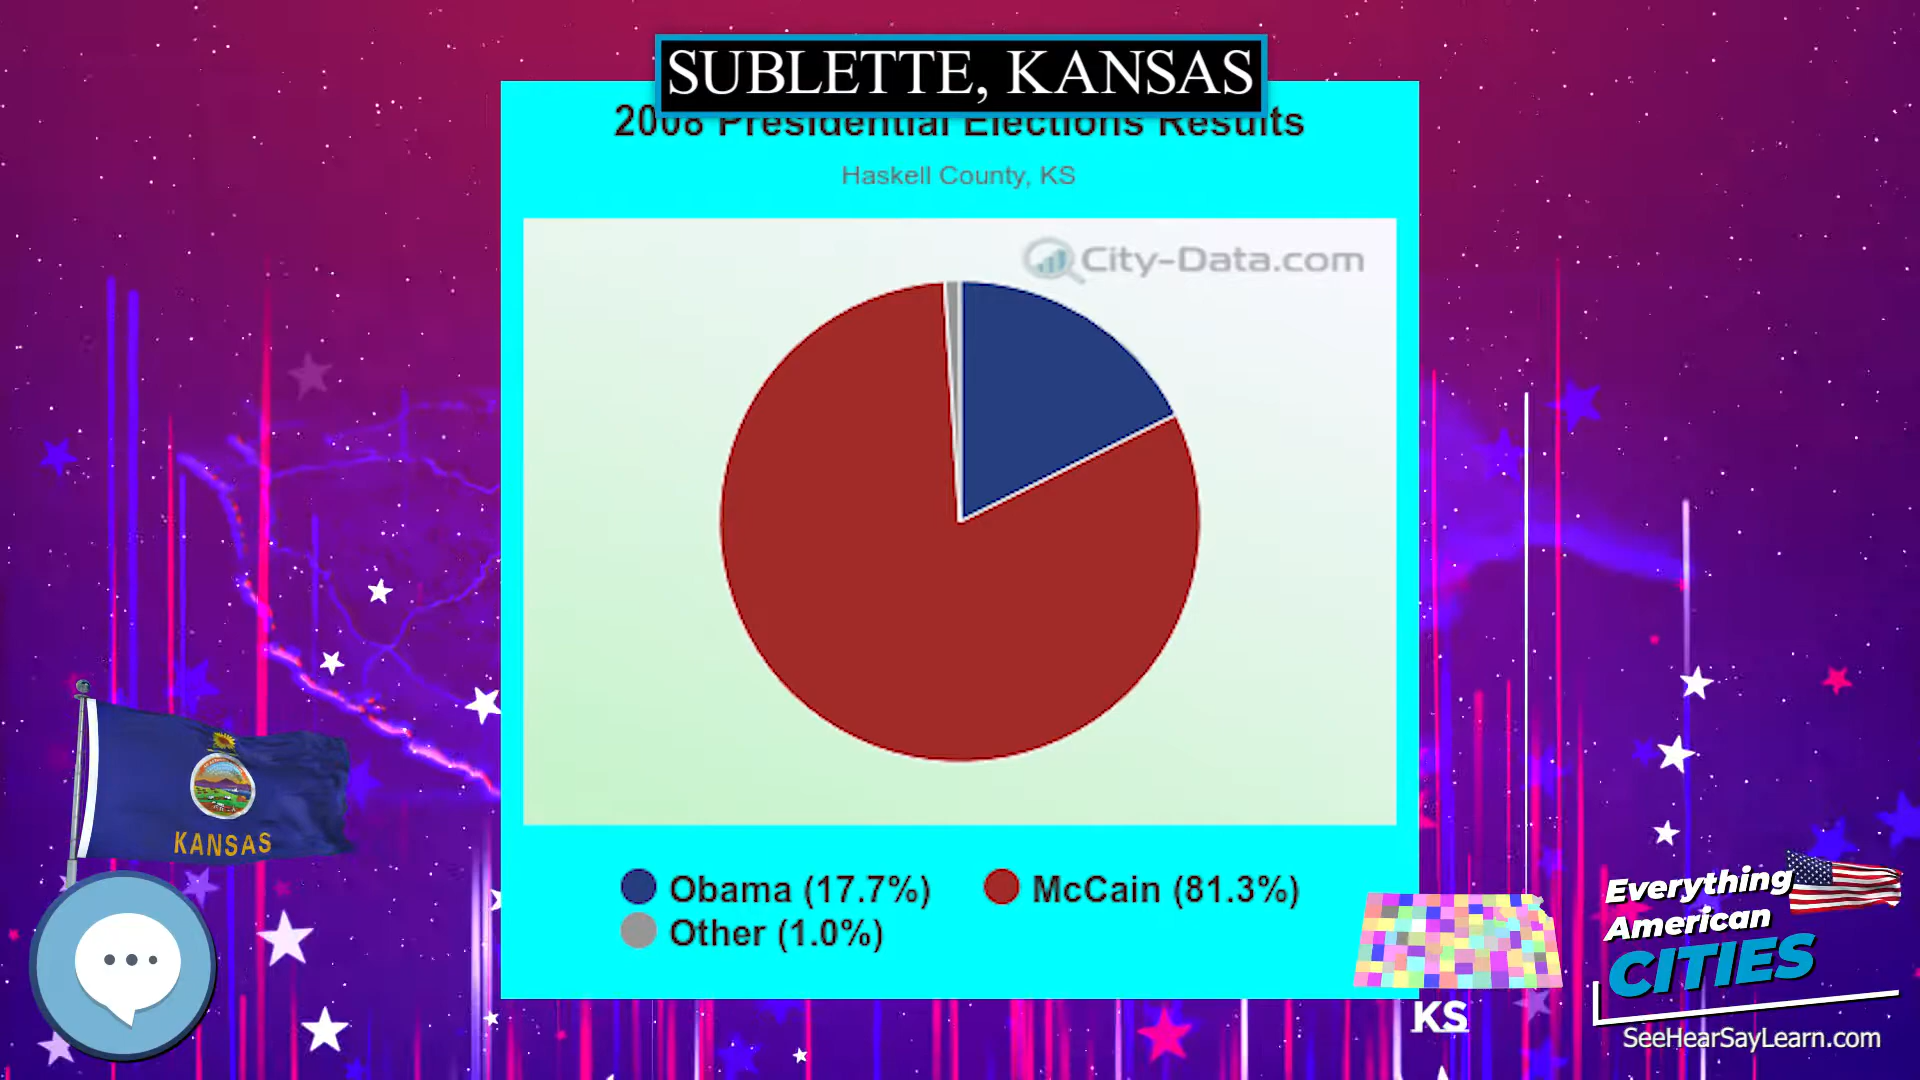 SUBLETTE, KANSAS
2008 Presidential Elections Results
Haskell County, KS
City-Data.com
Obama (17.7%)
McCain (81.3%)
Other (1.0%)
KANSAS
KS
Everything
American
CITIES
SeeHearSayLearn.com